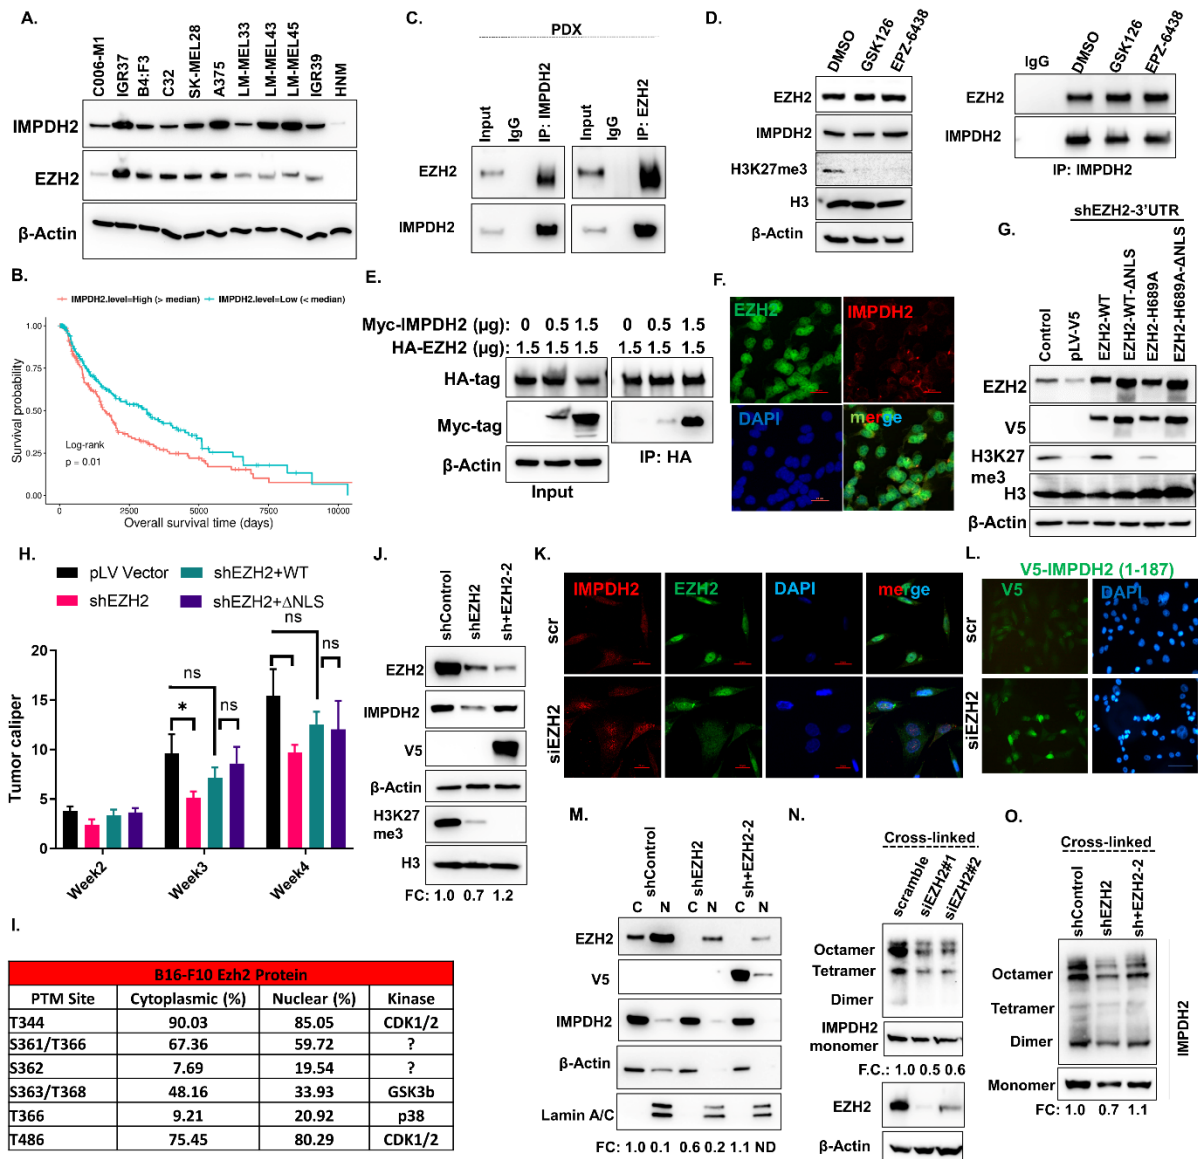 A.
C006-M1
IGR37
B4:F3
C32
SK-MEL28
A375
LM-MEL33
LM-MEL43
LM-MEL45
IGR39
HNM
IMPDH2
EZH2
β-Actin
B.
IMPDH2.level=High (> median)
IMPDH2.level=Low (< median)
Survival probability
1.00
0.75
0.50
0.25
0.00
Log-rank
p = 0.01
0
2500
5000
7500
10000
Overall survival time (days)
C.
PDX
Input
IgG
IP: IMPDH2
Input
IgG
IP: EZH2
EZH2
IMPDH2
D.
DMSO
GSK126
EPZ-6438
EZH2
IMPDH2
H3K27me3
H3
β-Actin
IgG
DMSO
GSK126
EPZ-6438
EZH2
IMPDH2
IP: IMPDH2
E.
Myc-IMPDH2 (µg): 0 0.5 1.5 0 0.5 1.5
HA-EZH2 (µg): 1.5 1.5 1.5 1.5 1.5 1.5
HA-tag
Myc-tag
β-Actin
Input
IP: HA
F.
EZH2
IMPDH2
DAPI
merge
G.
shEZH2-3'UTR
Control
pLV-V5
EZH2-WT
EZH2-WT-ΔNLS
EZH2-H689A
EZH2-H689A-ΔNLS
EZH2
V5
H3K27
me3
H3
β-Actin
H.
pLV Vector
shEZH2
shEZH2+WT
shEZH2+ΔNLS
Tumor caliper
20
15
10
5
0
*
ns
ns
ns
ns
Week2
Week3
Week4
I.
B16-F10 Ezh2 Protein
PTM Site Cytoplasmic (%) Nuclear (%) Kinase
T344 90.03 85.05 CDK1/2
S361/T366 67.36 59.72 ?
S362 7.69 19.54 ?
S363/T368 48.16 33.93 GSK3b
T366 9.21 20.92 p38
T486 75.45 80.29 CDK1/2
J.
shControl
shEZH2
sh+EZH2-2
EZH2
IMPDH2
V5
β-Actin
H3K27
me3
H3
FC: 1.0 0.7 1.2
K.
IMPDH2
EZH2
DAPI
merge
scr
siEZH2
L.
V5-IMPDH2 (1-187)
V5
DAPI
scr
siEZH2
M.
shControl
shEZH2
sh+EZH2-2
C N C N C N
EZH2
V5
IMPDH2
β-Actin
Lamin A/C
FC: 1.0 0.1 0.6 0.2 1.1 ND
N.
Cross-linked
scramble
siEZH2#1
siEZH2#2
Octamer
Tetramer
Dimer
IMPDH2
monomer
F.C.: 1.0 0.5 0.6
EZH2
β-Actin
O.
Cross-linked
shControl
shEZH2
sh+EZH2-2
Octamer
Tetramer
Dimer
Monomer
IMPDH2
FC: 1.0 0.7 1.1